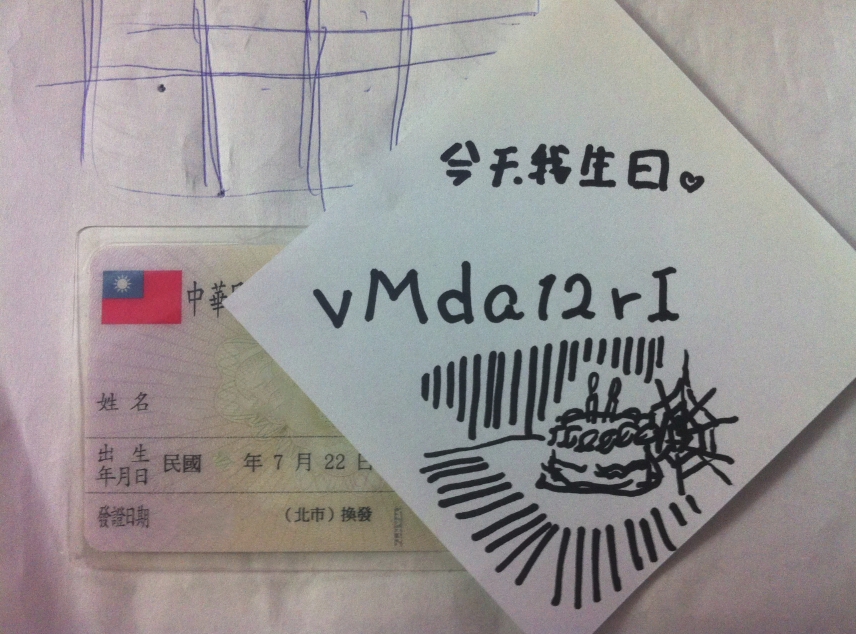 今天我生日
vMda12rI
中華
姓名
出生年月日 民國 年 7 月 22 日
發證日期 (北市)換發